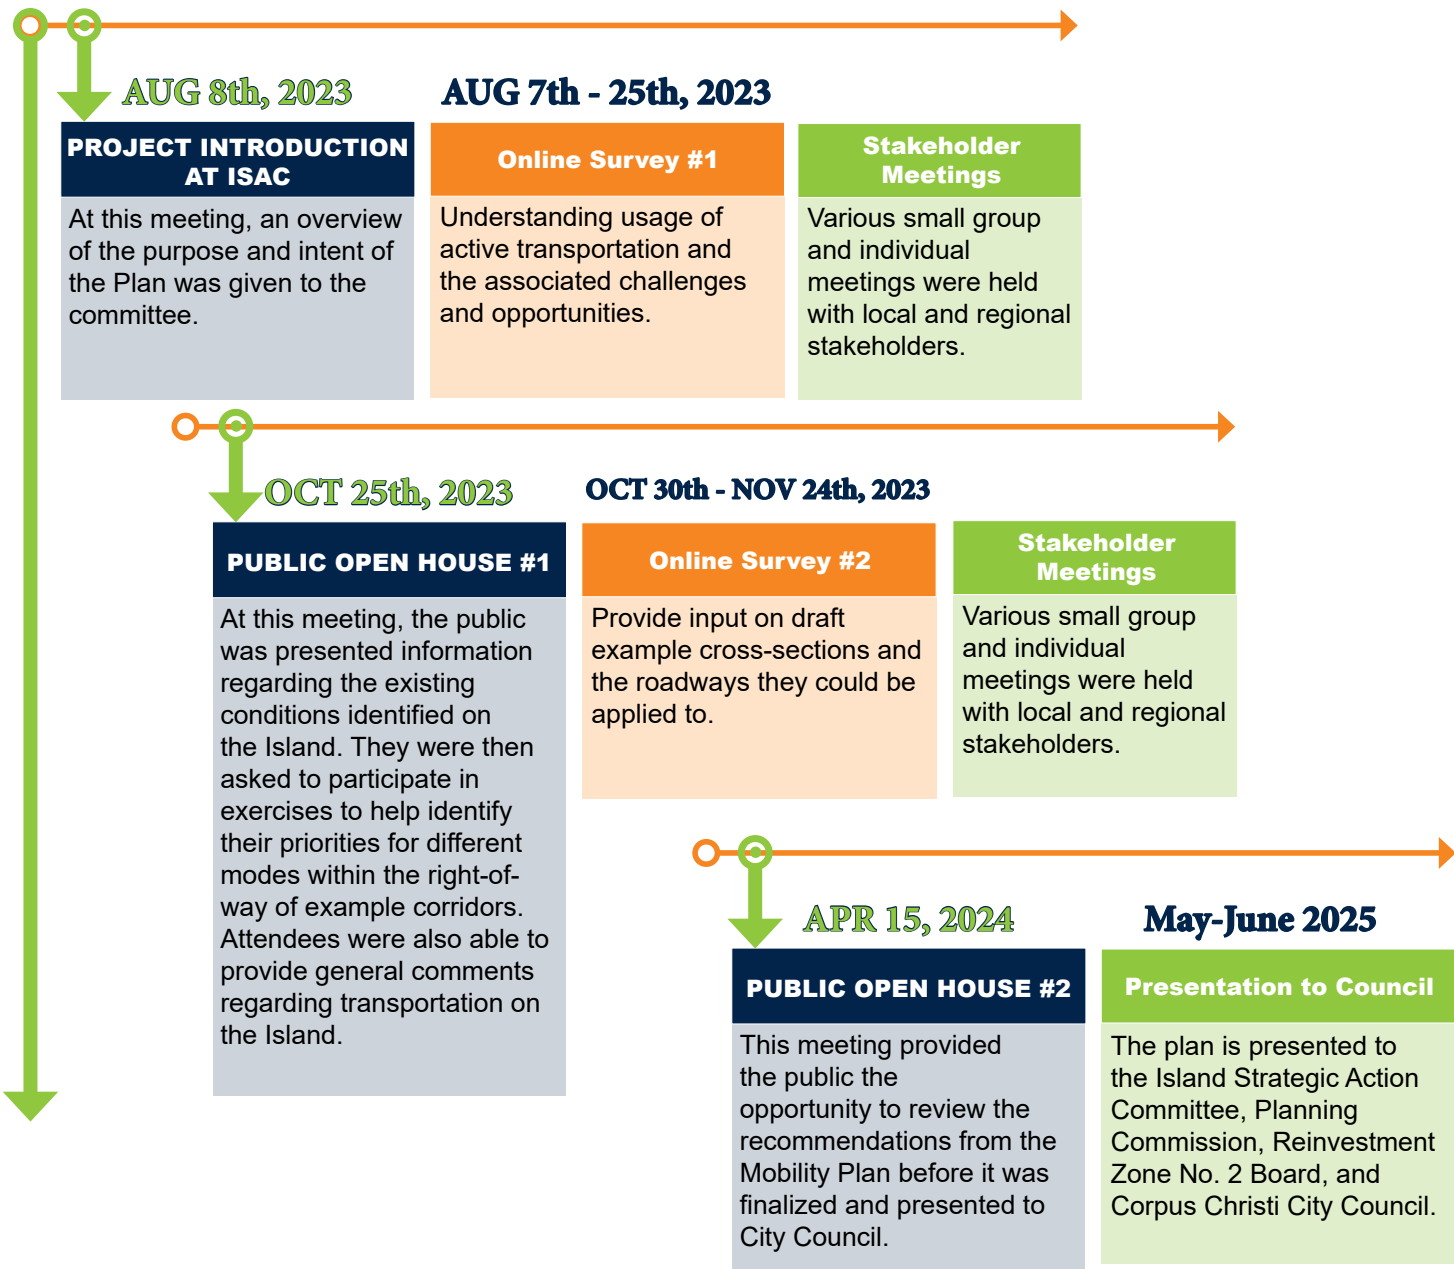 AUG 8th, 2023
PROJECT INTRODUCTION
AT ISAC
At this meeting, an overview
of the purpose and intent of
the Plan was given to the
committee.
AUG 7th - 25th, 2023
Online Survey #1
Understanding usage of
active transportation and
the associated challenges
and opportunities.
Stakeholder
Meetings
Various small group
and individual
meetings were held
with local and regional
stakeholders.
OCT 25th, 2023
PUBLIC OPEN HOUSE #1
At this meeting, the public
was presented information
regarding the existing
conditions identified on
the Island. They were then
asked to participate in
exercises to help identify
their priorities for different
modes within the right-of-
way of example corridors.
Attendees were also able to
provide general comments
regarding transportation on
the Island.
OCT 30th - NOV 24th, 2023
Online Survey #2
Provide input on draft
example cross-sections and
the roadways they could be
applied to.
Stakeholder
Meetings
Various small group
and individual
meetings were held
with local and regional
stakeholders.
APR 15, 2024
PUBLIC OPEN HOUSE #2
This meeting provided
the public the
opportunity to review the
recommendations from the
Mobility Plan before it was
finalized and presented to
City Council.
May-June 2025
Presentation to Council
The plan is presented to
the Island Strategic Action
Committee, Planning
Commission, Reinvestment
Zone No. 2 Board, and
Corpus Christi City Council.